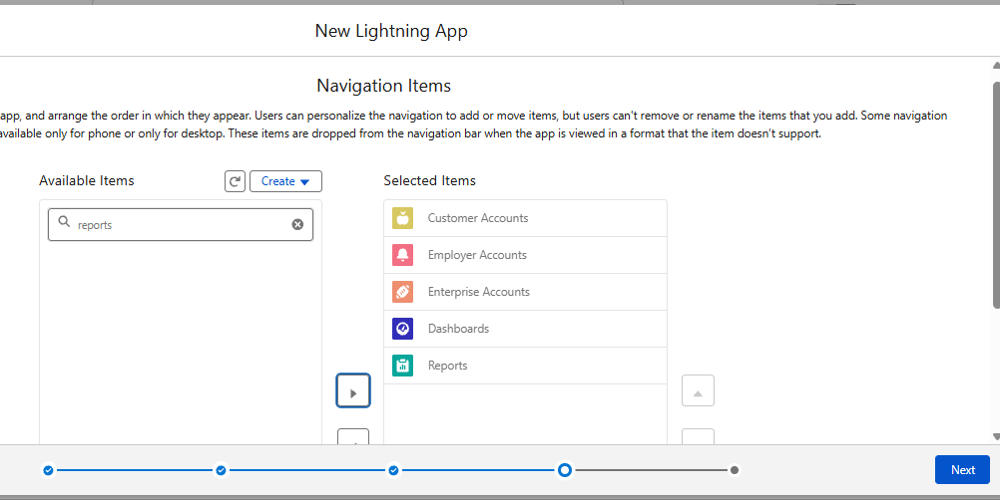 New Lightning App
Navigation Items
app, and arrange the order in which they appear. Users can personalize the navigation to add or move items, but users can't remove or rename the items that you add. Some navigation
available only for phone or only for desktop. These items are dropped from the navigation bar when the app is viewed in a format that the item doesn't support.
Available Items
Create
Selected Items
reports
Customer Accounts
Employer Accounts
Enterprise Accounts
Dashboards
Reports
Next